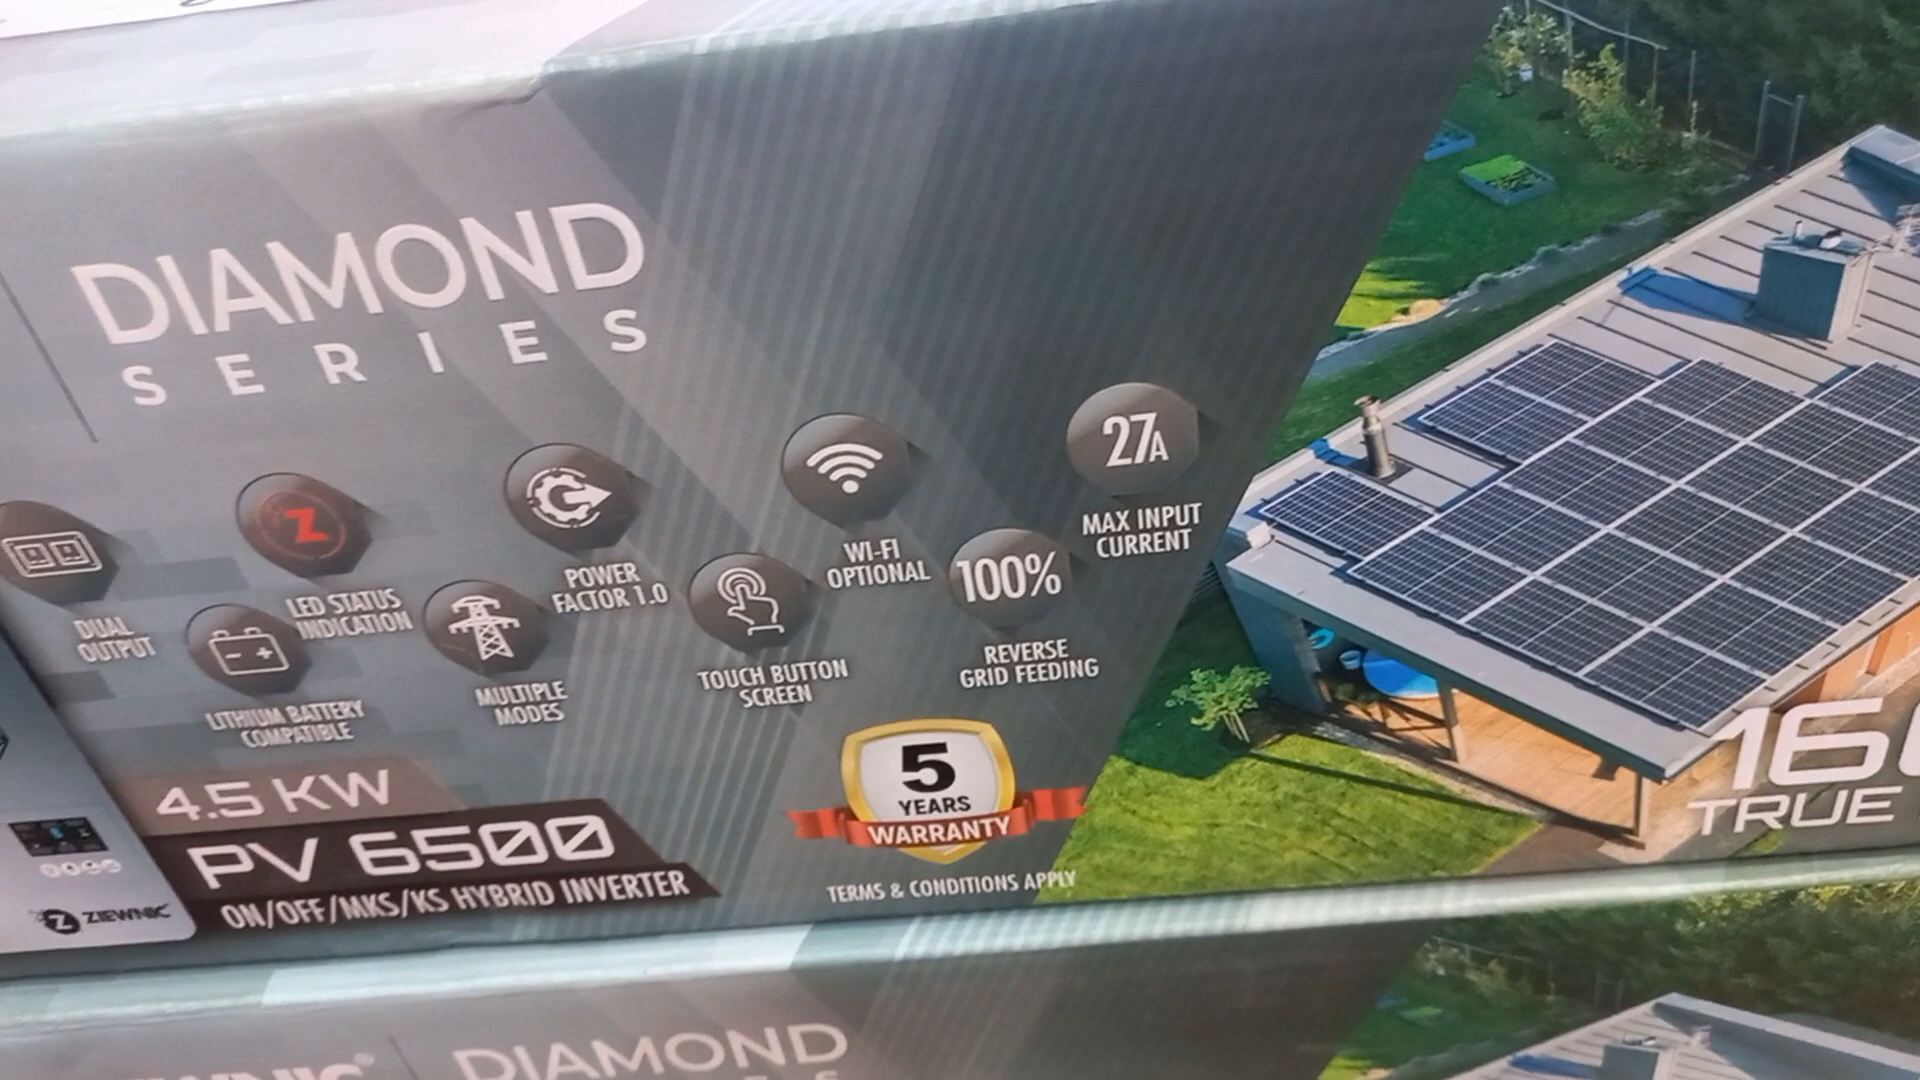 DIAMOND
SERIES
27A
MAX INPUT
CURRENT
WI-FI
OPTIONAL
POWER
FACTOR 1.0
Z
LED STATUS
INDICATION
DUAL
OUTPUT
100%
REVERSE
GRID FEEDING
TOUCH BUTTON
SCREEN
MULTIPLE
MODES
LITHIUM BATTERY
COMPATIBLE
4.5 KW
PV 6500
ON/OFF/MKS/KS HYBRID INVERTER
5
YEARS
WARRANTY
TERMS & CONDITIONS APPLY
Z ZIEWNIC
TRUE
DIAMOND